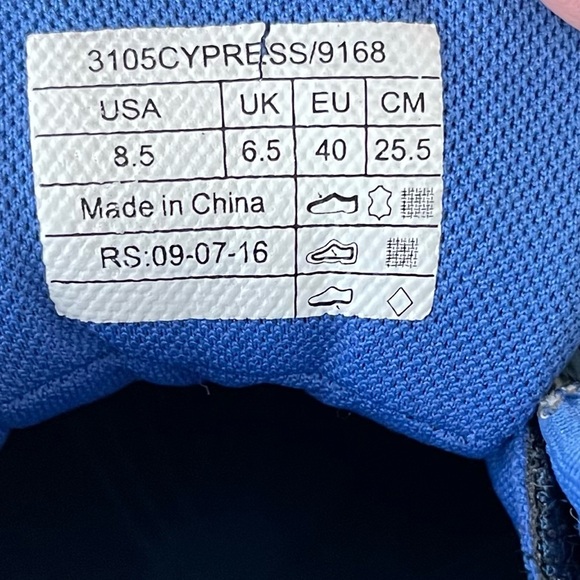 3105CYPRESS/9168
USA UK EU CM
8.5 6.5 40 25.5
Made in China
RS:09-07-16